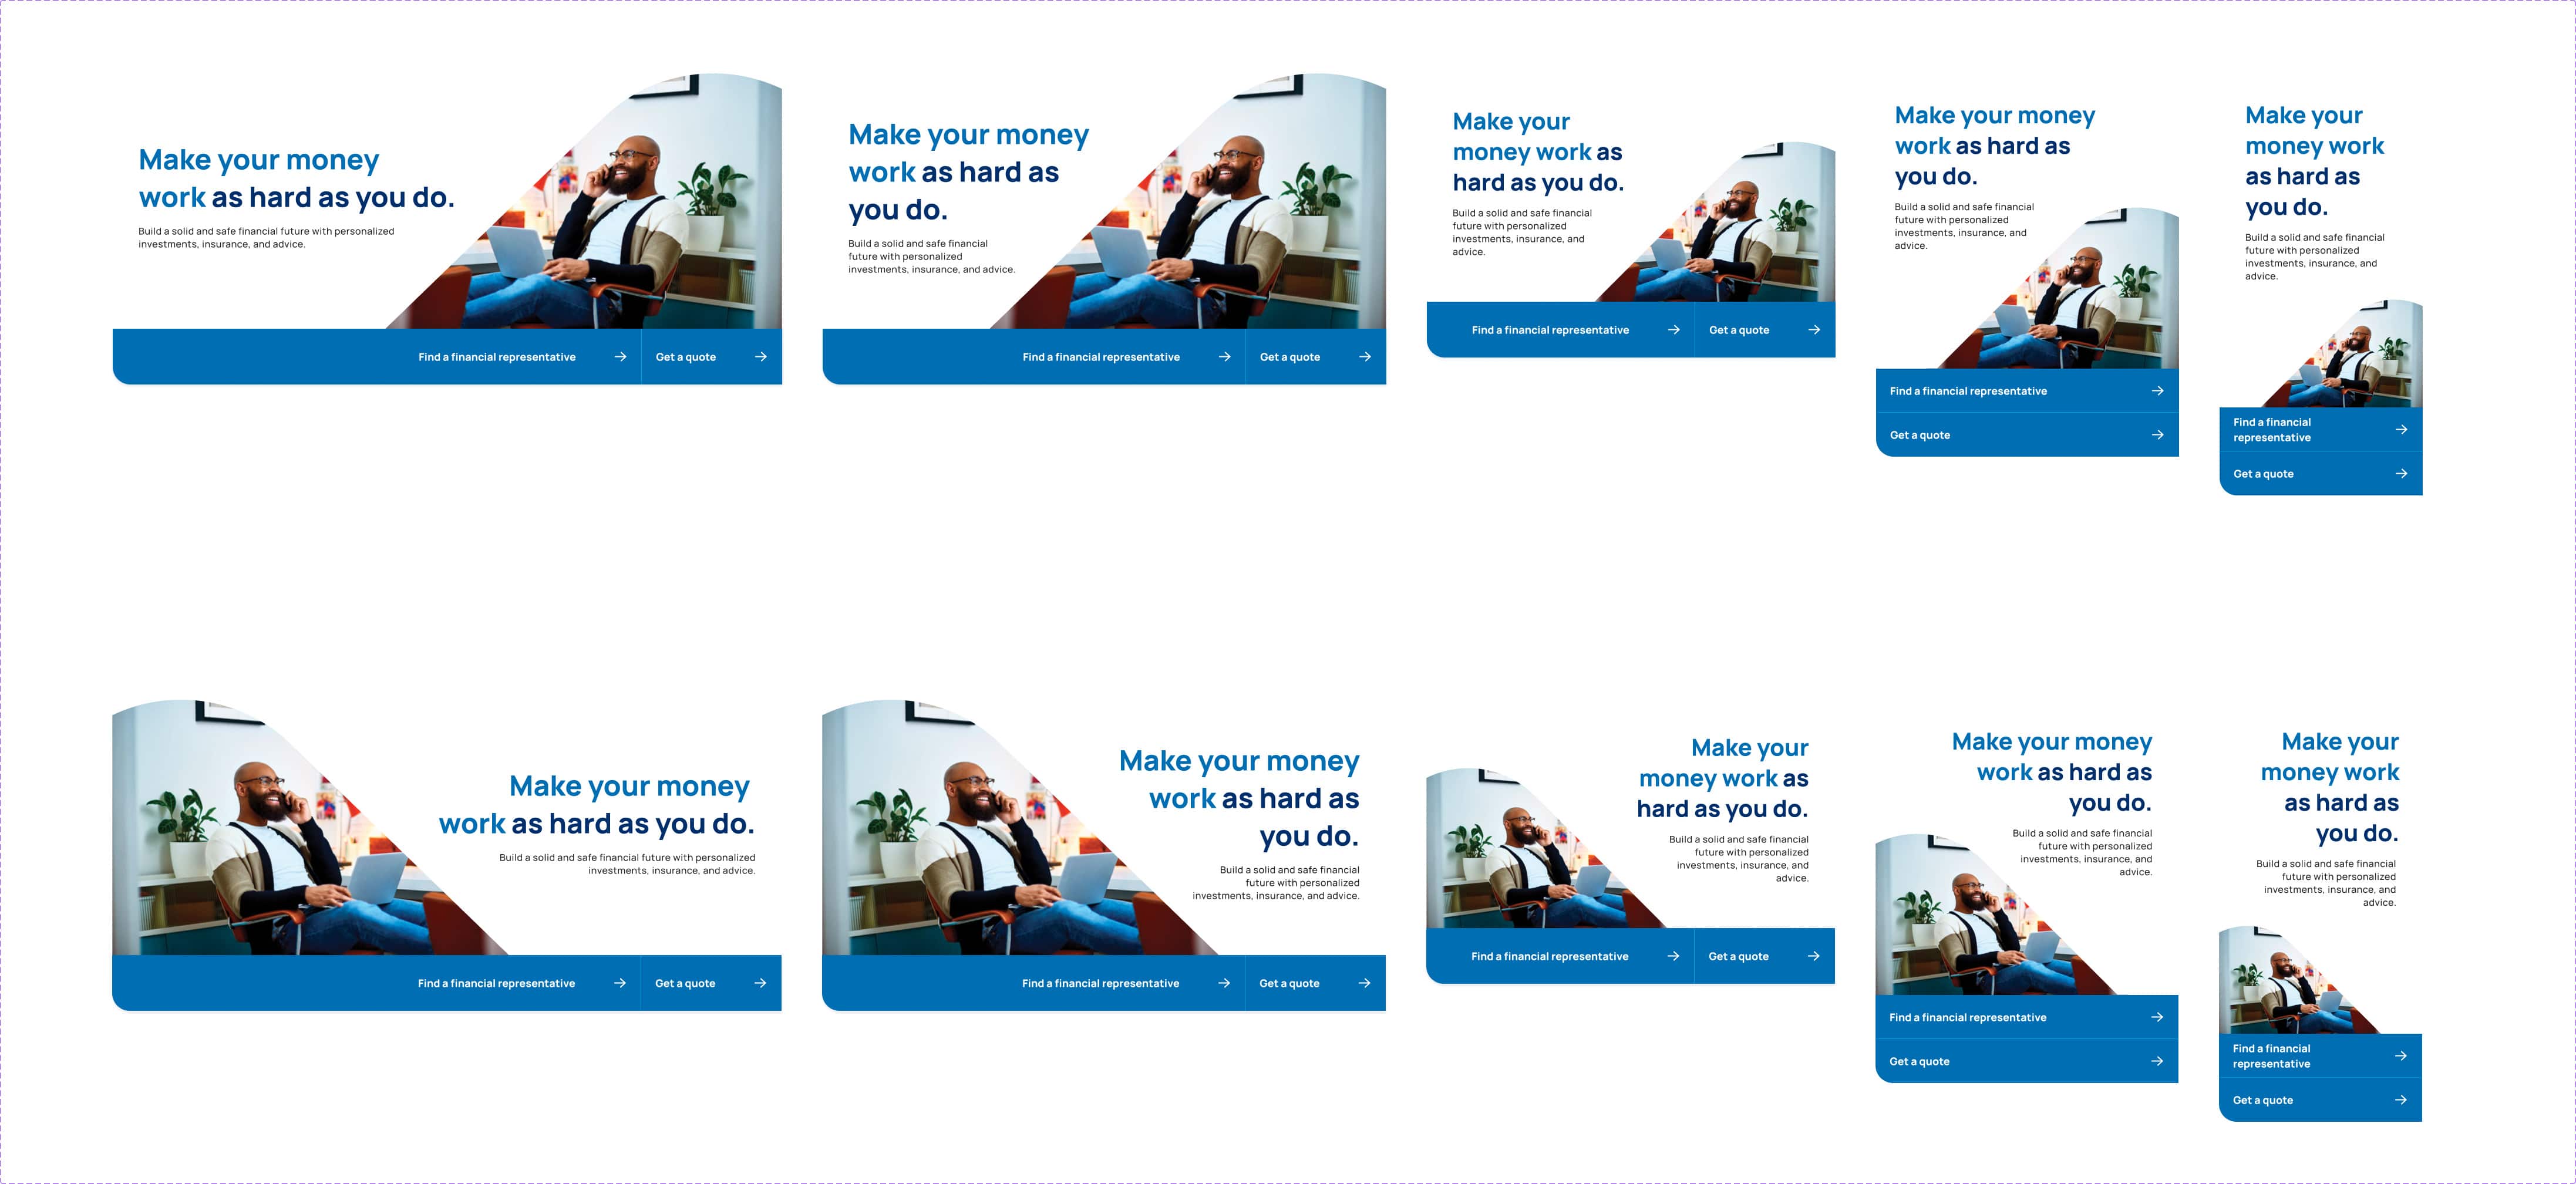 Make your money
work as hard as you do.
Build a solid and safe financial future with personalized
investments, insurance, and advice.
Find a financial representative
Get a quote
Make your money
work as hard as
you do.
Build a solid and safe financial
future with personalized
investments, insurance, and advice.
Find a financial representative
Get a quote
Make your
money work as
hard as you do.
Build a solid and safe financial
future with personalized
investments, insurance, and
advice.
Find a financial representative
Get a quote
Make your money
work as hard as
you do.
Build a solid and safe financial
future with personalized
investments, insurance, and
advice.
Find a financial representative
Get a quote
Make your
money work
as hard as
you do.
Build a solid and safe financial
future with personalized
investments, insurance, and
advice.
Find a financial
representative
Get a quote
Make your money
work as hard as you do.
Build a solid and safe financial future with personalized
investments, insurance, and advice.
Find a financial representative
Get a quote
Make your money
work as hard as
you do.
Build a solid and safe financial
future with personalized
investments, insurance, and advice.
Find a financial representative
Get a quote
Make your
money work as
hard as you do.
Build a solid and safe financial
future with personalized
investments, insurance, and
advice.
Find a financial representative
Get a quote
Make your money
work as hard as
you do.
Build a solid and safe financial
future with personalized
investments, insurance, and
advice.
Find a financial representative
Get a quote
Make your
money work
as hard as
you do.
Build a solid and safe financial
future with personalized
investments, insurance, and
advice.
Find a financial
representative
Get a quote